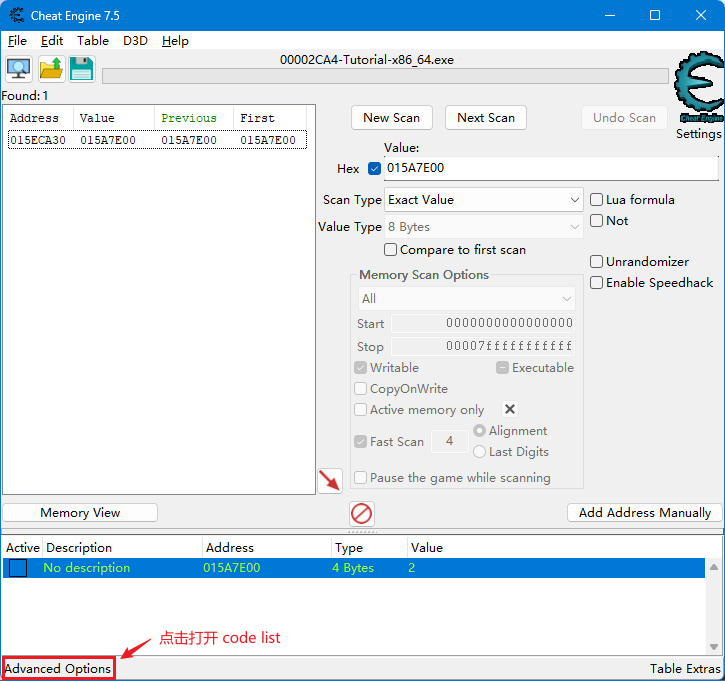 Cheat Engine 7.5
File Edit Table D3D Help
00002CA4-Tutorial-x86_64.exe
Found: 1
Address Value Previous First
015ECA30 015A7E00 015A7E00 015A7E00
New Scan Next Scan Undo Scan
Cheat Engine
Settings
Value:
Hex 015A7E00
Scan Type Exact Value
Lua formula
Value Type 8 Bytes
Not
Compare to first scan
Unrandomizer
Enable Speedhack
Memory Scan Options
All
Start 0000000000000000
Stop 00007fffffffffff
Writable Executable
CopyOnWrite
Active memory only
Fast Scan 4 Alignment
Last Digits
Pause the game while scanning
Memory View
Add Address Manually
Active Description Address Type Value
No description 015A7E00 4 Bytes 2
点击打开 code list
Advanced Options
Table Extras